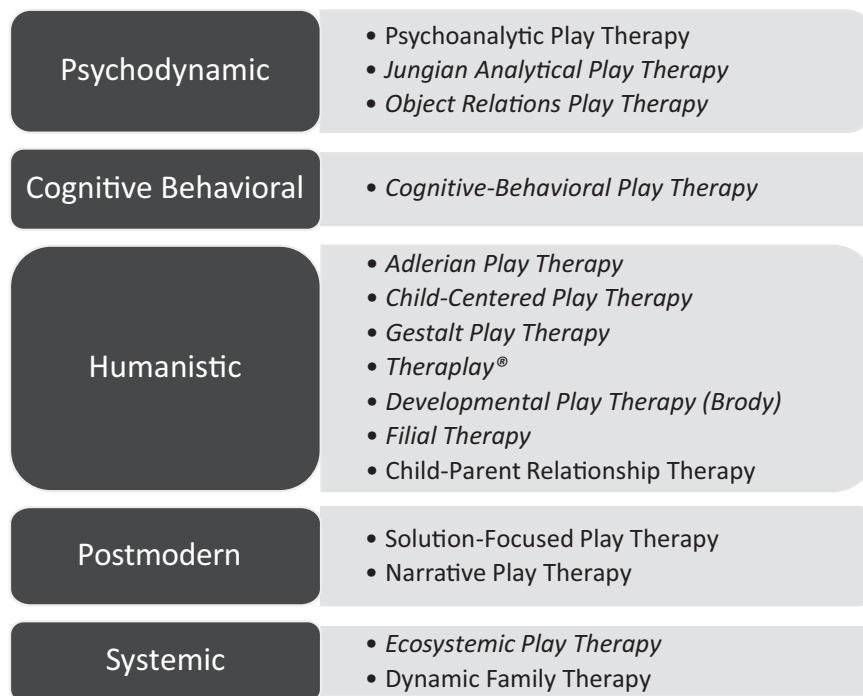 Psychodynamic
• Psychoanalytic Play Therapy
• Jungian Analytical Play Therapy
• Object Relations Play Therapy
Cognitive Behavioral
• Cognitive-Behavioral Play Therapy
Humanistic
• Adlerian Play Therapy
• Child-Centered Play Therapy
• Gestalt Play Therapy
• Theraplay®
• Developmental Play Therapy (Brody)
• Filial Therapy
• Child-Parent Relationship Therapy
Postmodern
• Solution-Focused Play Therapy
• Narrative Play Therapy
Systemic
• Ecosystemic Play Therapy
• Dynamic Family Therapy